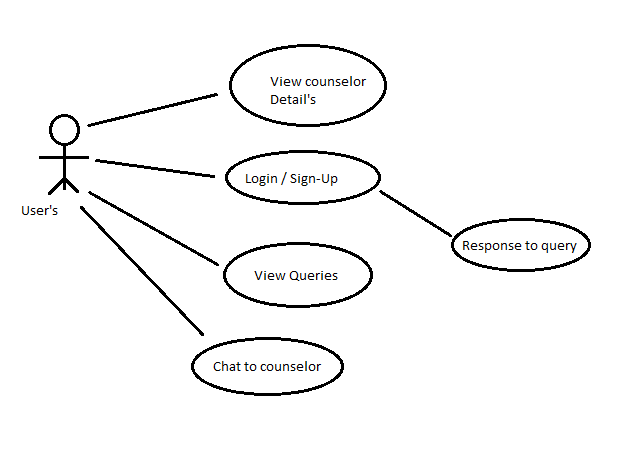 View counselor
Detail's
Login / Sign-Up
User's
Response to query
View Queries
Chat to counselor